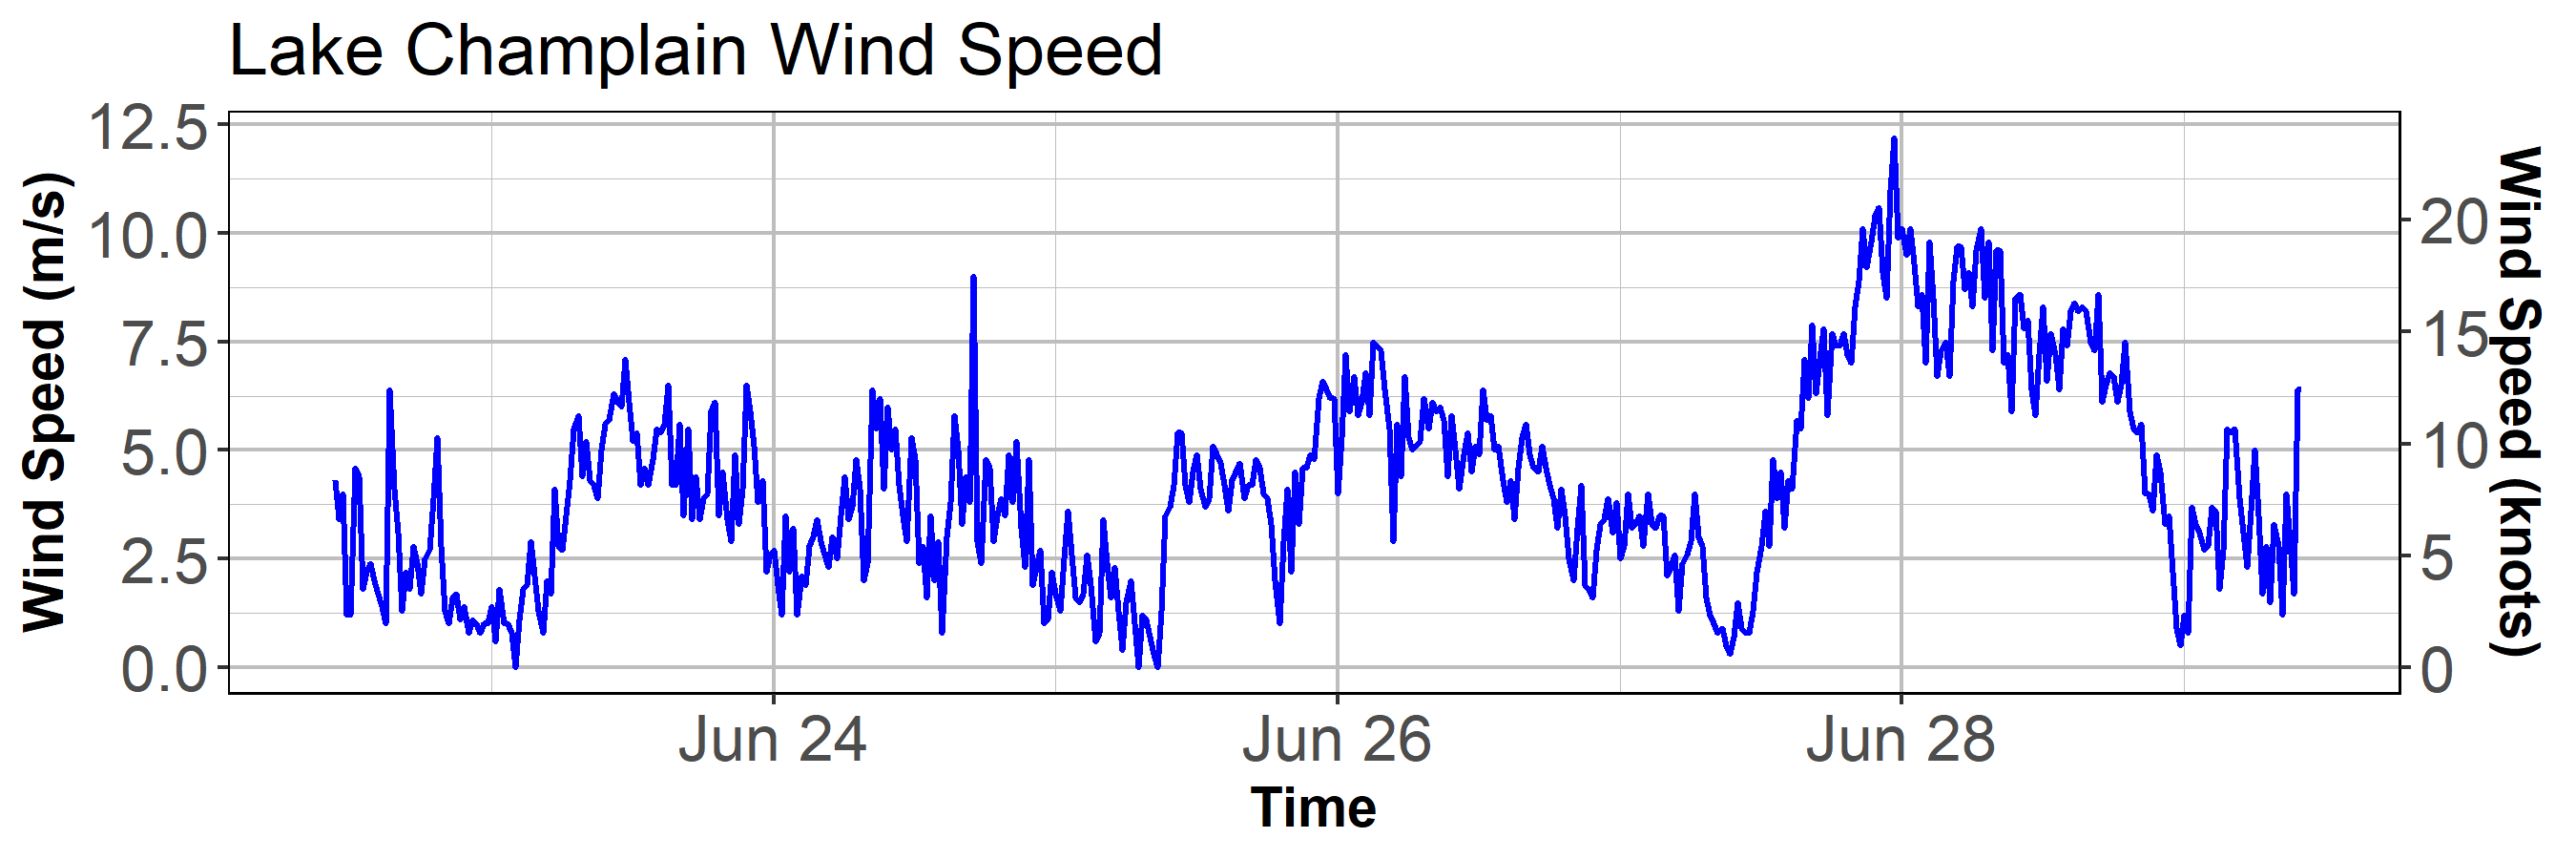 Lake Champlain Wind Speed
Wind Speed (m/s)
12.5
10.0
7.5
5.0
2.5
0.0
20
15
10
5
0
Wind Speed (knots)
Jun 24 Jun 26 Jun 28
Time